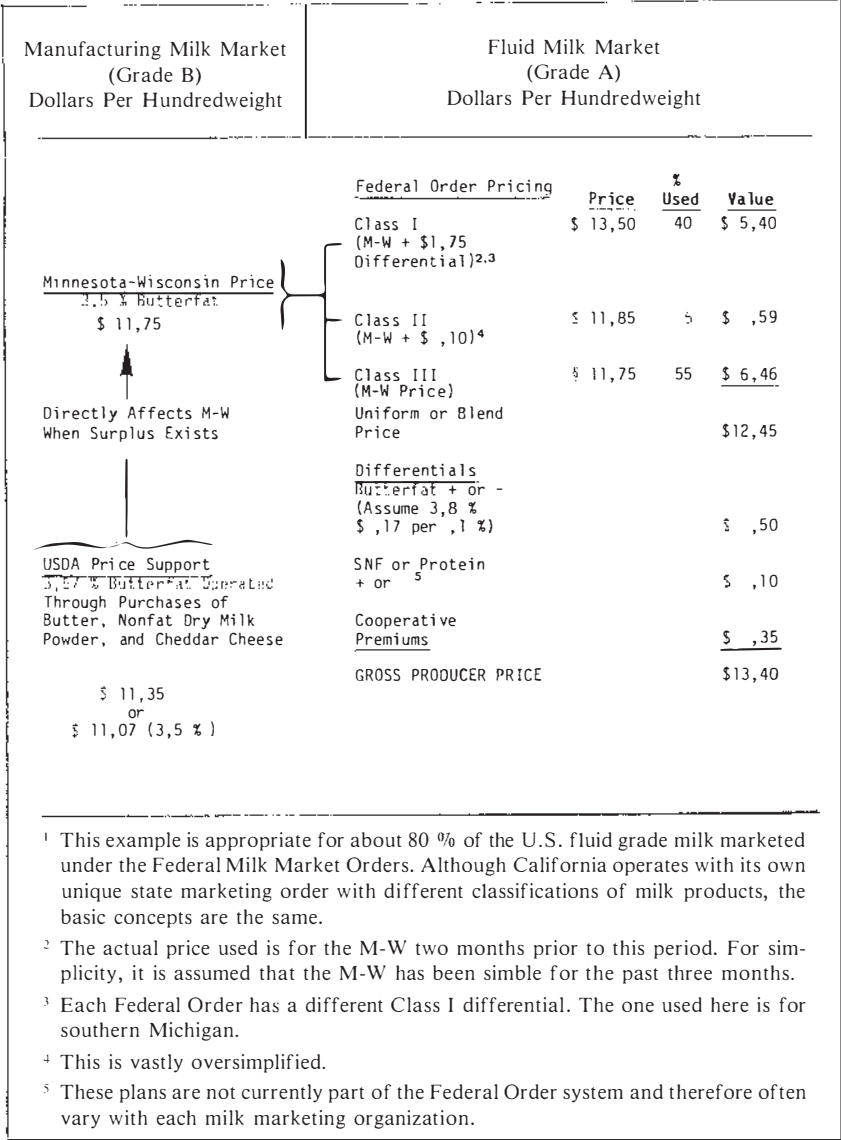 Manufacturing Milk Market
(Grade B)
Dollars Per Hundredweight
Fluid Milk Market
(Grade A)
Dollars Per Hundredweight
Minnesota-Wisconsin Price
3,5 % Butterfat
$ 11,75
Directly Affects M-W
When Surplus Exists
USDA Price Support
3,67 % Butterfat Operated
Through Purchases of
Butter, Nonfat Dry Milk
Powder, and Cheddar Cheese
$ 11,35
or
$ 11,07 (3,5 %)
%
Federal Order Pricing Price Used Value
Class I $ 13,50 40 $ 5,40
(M-W + $1,75
Differential)2,3
Class II $ 11,85 5 $ ,59
(M-W + $ ,10)4
Class III $ 11,75 55 $ 6,46
(M-W Price)
Uniform or Blend
Price $12,45
Differentials
Butterfat + or -
(Assume 3,8 %
$ ,17 per ,1 %) $ ,50
SNF or Protein
+ or 5 $ ,10
Cooperative
Premiums $ ,35
GROSS PRODUCER PRICE $13,40
1 This example is appropriate for about 80 % of the U.S. fluid grade milk marketed
under the Federal Milk Market Orders. Although California operates with its own
unique state marketing order with different classifications of milk products, the
basic concepts are the same.
2 The actual price used is for the M-W two months prior to this period. For sim-
plicity, it is assumed that the M-W has been simble for the past three months.
3 Each Federal Order has a different Class I differential. The one used here is for
southern Michigan.
4 This is vastly oversimplified.
5 These plans are not currently part of the Federal Order system and therefore often
vary with each milk marketing organization.